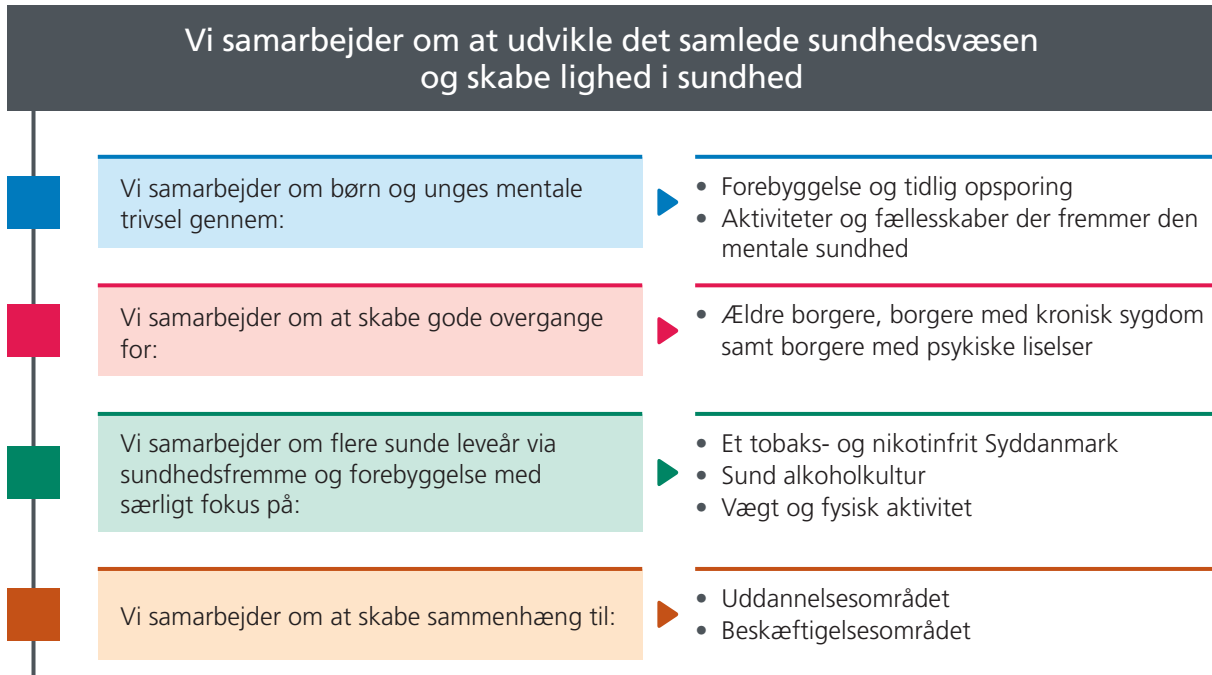 Vi samarbejder om at udvikle det samlede sundhedsvæsen
og skabe lighed i sundhed
Vi samarbejder om børn og unges mentale
trivsel gennem:
• Forebyggelse og tidlig opsporing
• Aktiviteter og fællesskaber der fremmer den
mentale sundhed
Vi samarbejder om at skabe gode overgange
for:
• Ældre borgere, borgere med kronisk sygdom
samt borgere med psykiske liselser
Vi samarbejder om flere sunde leveår via
sundhedsfremme og forebyggelse med
særligt fokus på:
• Et tobaks- og nikotinfrit Syddanmark
• Sund alkoholkultur
• Vægt og fysisk aktivitet
Vi samarbejder om at skabe sammenhæng til:
• Uddannelsesområdet
• Beskæftigelsesområdet